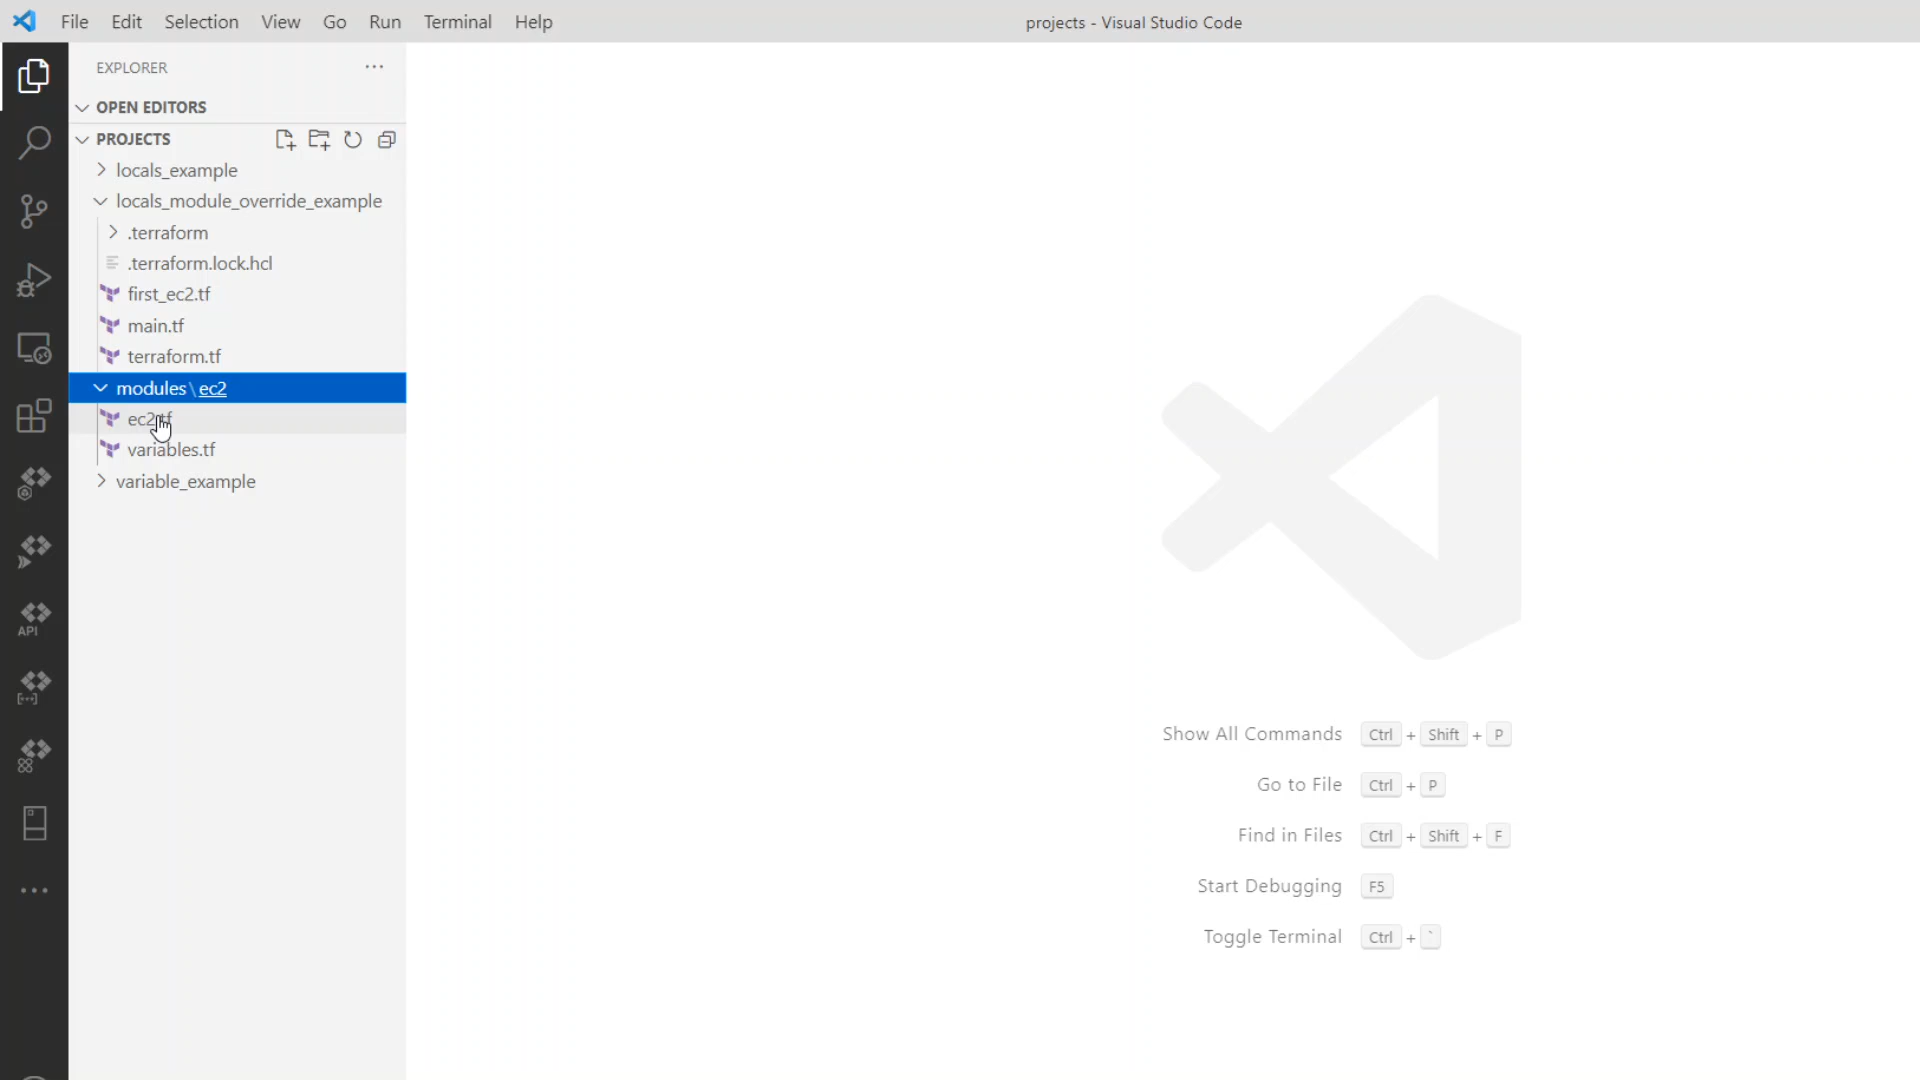 File Edit Selection View Go Run Terminal Help projects - Visual Studio Code
EXPLORER ...
OPEN EDITORS
PROJECTS
locals_example
locals_module_override_example
.terraform
.terraform.lock.hcl
first_ec2.tf
main.tf
terraform.tf
modules\ec2
ec2.tf
variables.tf
variable_example
API
Show All Commands Ctrl + Shift + P
Go to File Ctrl + P
Find in Files Ctrl + Shift + F
Start Debugging F5
Toggle Terminal Ctrl + `